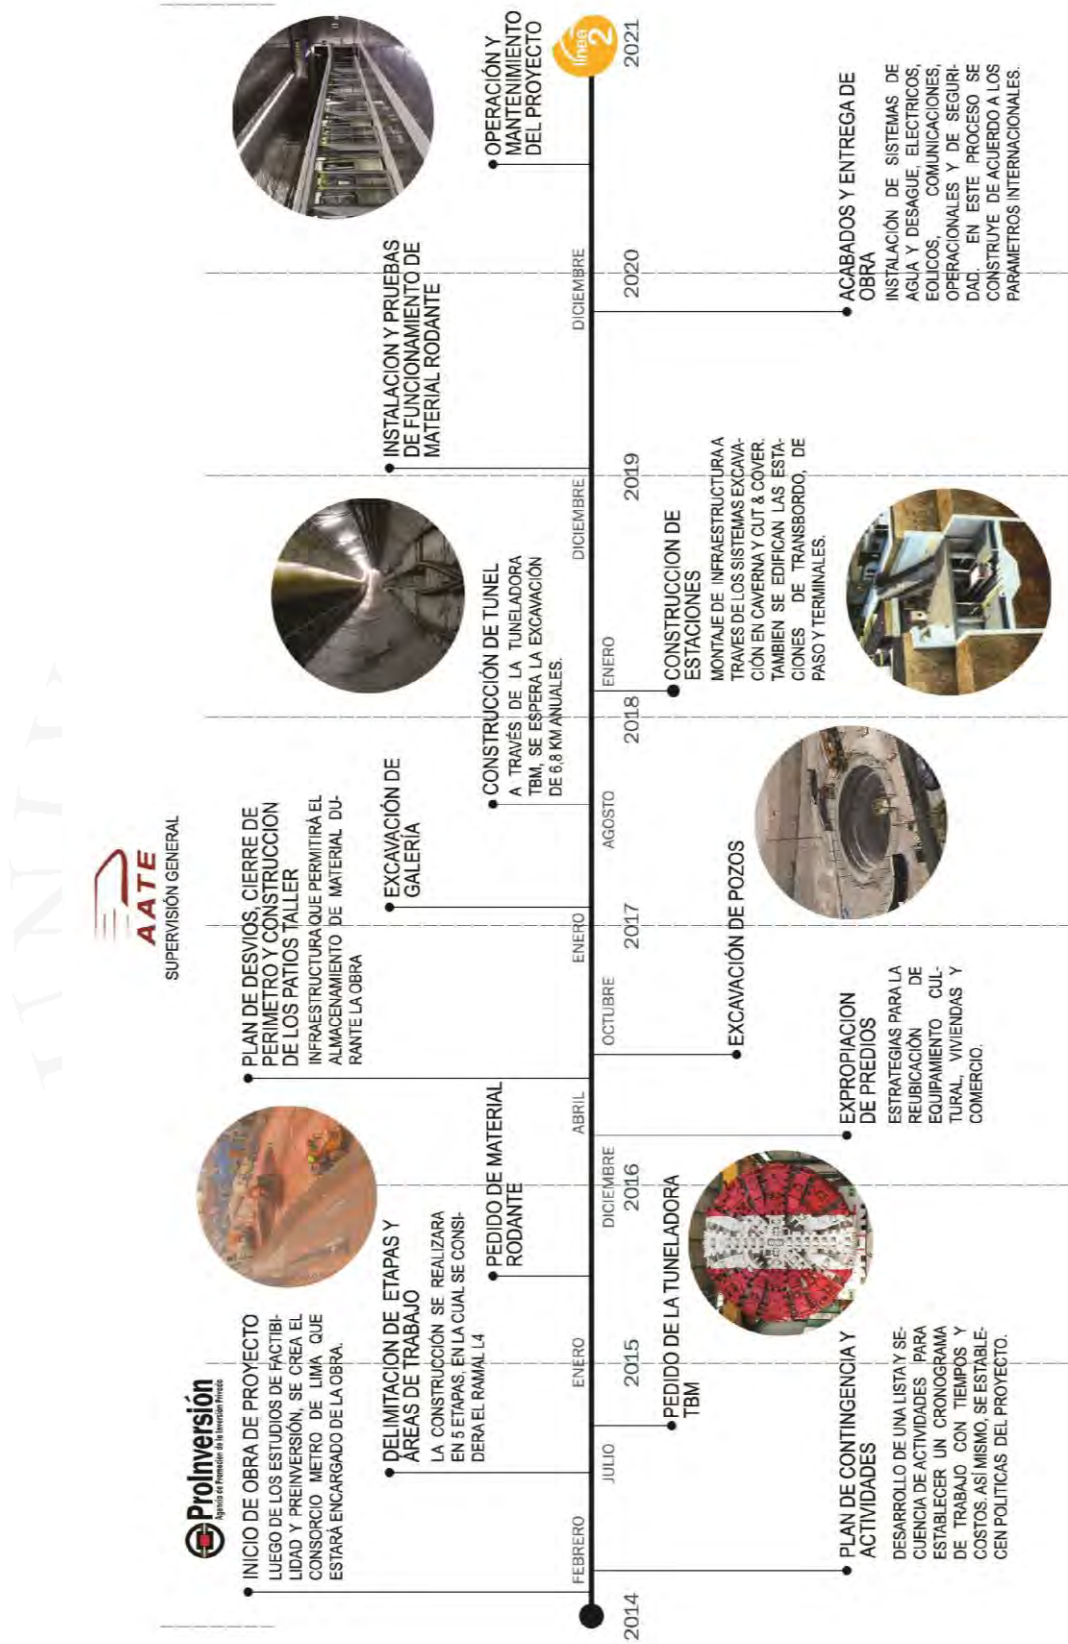 AATE
SUPERVISIÓN GENERAL
ProInversión
Agencia de Promoción de la Inversión Privada
INICIO DE OBRA DE PROYECTO
LUEGO DE LOS ESTUDIOS DE FACTIBI-
LIDAD Y PREINVERSIÓN, SE CREA EL
CONSORCIO METRO DE LIMA QUE
ESTARÁ ENCARGADO DE LA OBRA.
DELIMITACION DE ETAPAS Y
ÁREAS DE TRABAJO
LA CONSTRUCCIÓN SE REALIZARA
EN 5 ETAPAS, EN LA CUAL SE CONSI-
DERA EL RAMAL L4
PEDIDO DE MATERIAL
RODANTE
PLAN DE DESVIOS, CIERRE DE
PERIMETRO Y CONSTRUCCION
DE LOS PATIOS TALLER
INFRAESTRUCTURA QUE PERMITIRÁ EL
ALMACENAMIENTO DE MATERIAL DU-
RANTE LA OBRA
EXCAVACIÓN DE
GALERÍA
CONSTRUCCIÓN DE TUNEL
A TRAVÉS DE LA TUNELADORA
TBM, SE ESPERA LA EXCAVACIÓN
DE 6,8 KM ANUALES.
INSTALACION Y PRUEBAS
DE FUNCIONAMIENTO DE
MATERIAL RODANTE
OPERACIÓN Y
MANTENIMIENTO
DEL PROYECTO
FEBRERO
ENERO
ABRIL
ENERO
DICIEMBRE
DICIEMBRE
línea
2
JULIO
DICIEMBRE
OCTUBRE
AGOSTO
ENERO
2014
2015
2016
2017
2018
2019
2020
2021
PLAN DE CONTINGENCIA Y
ACTIVIDADES
DESARROLLO DE UNA LISTA Y SE-
CUENCIA DE ACTIVIDADES PARA
ESTABLECER UN CRONOGRAMA
DE TRABAJO CON TIEMPOS Y
COSTOS. ASÍ MISMO, SE ESTABLE-
CEN POLITICAS DEL PROYECTO.
PEDIDO DE LA TUNELADORA
TBM
EXPROPIACION
DE PREDIOS
ESTRATEGIAS PARA LA
REUBICACIÓN DE
EQUIPAMIENTO CUL-
TURAL, VIVIENDAS Y
COMERCIO.
EXCAVACIÓN DE POZOS
CONSTRUCCION DE
ESTACIONES
MONTAJE DE INFRAESTRUCTURA A
TRAVES DE LOS SISTEMAS EXCAVA-
CIÓN EN CAVERNA Y CUT & COVER.
TAMBIEN SE EDIFICAN LAS ESTA-
CIONES DE TRANSBORDO, DE
PASO Y TERMINALES.
ACABADOS Y ENTREGA DE
OBRA
INSTALACIÓN DE SISTEMAS DE
AGUA Y DESAGUE, ELECTRICOS,
EOLICOS, COMUNICACIONES,
OPERACIONALES Y DE SEGURI-
DAD. EN ESTE PROCESO SE
CONSTRUYE DE ACUERDO A LOS
PARAMETROS INTERNACIONALES.